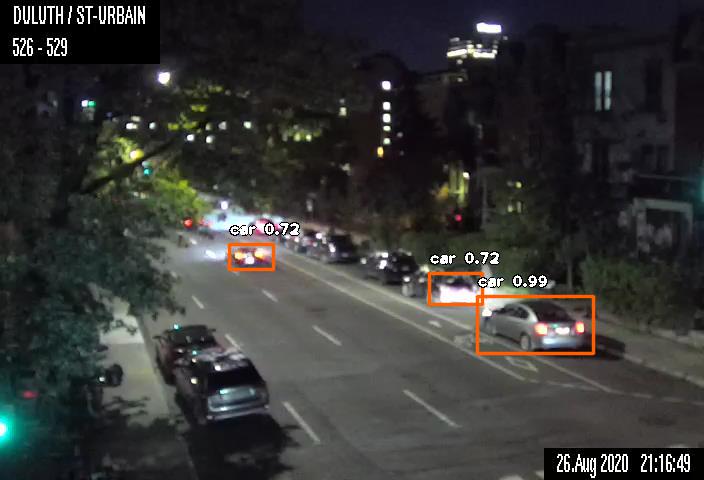 DULUTH / ST-URBAIN
526 - 529
car 0.72
car 0.72
car 0.99
26.Aug 2020 21:16:49